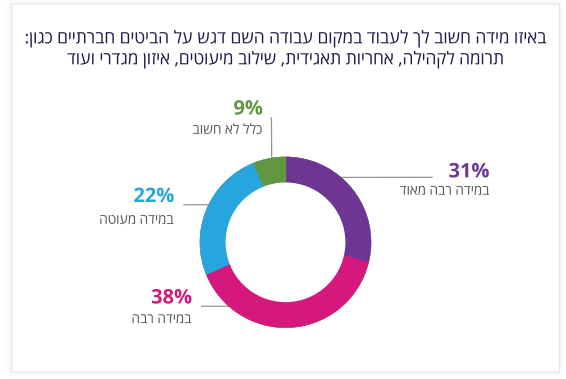 באיזו מידה חשוב לך לעבוד במקום עבודה השם דגש על הביטים חברתיים כגון:
תרומה לקהילה, אחריות תאגידית, שילוב מיעוטים, איזון מגדרי ועוד
9%
כלל לא חשוב
31%
במידה רבה מאוד
22%
במידה מעוטה
38%
במידה רבה